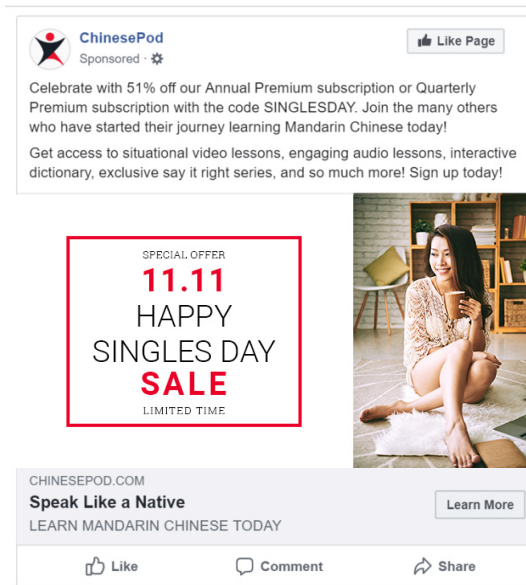 ChinesePod
Like Page
Sponsored ·
Celebrate with 51% off our Annual Premium subscription or Quarterly
Premium subscription with the code SINGLESDAY. Join the many others
who have started their journey learning Mandarin Chinese today!
Get access to situational video lessons, engaging audio lessons, interactive
dictionary, exclusive say it right series, and so much more! Sign up today!
SPECIAL OFFER
11.11
HAPPY
SINGLES DAY
SALE
LIMITED TIME
CHINESEPOD.COM
Speak Like a Native
Learn More
LEARN MANDARIN CHINESE TODAY
Like
Comment
Share